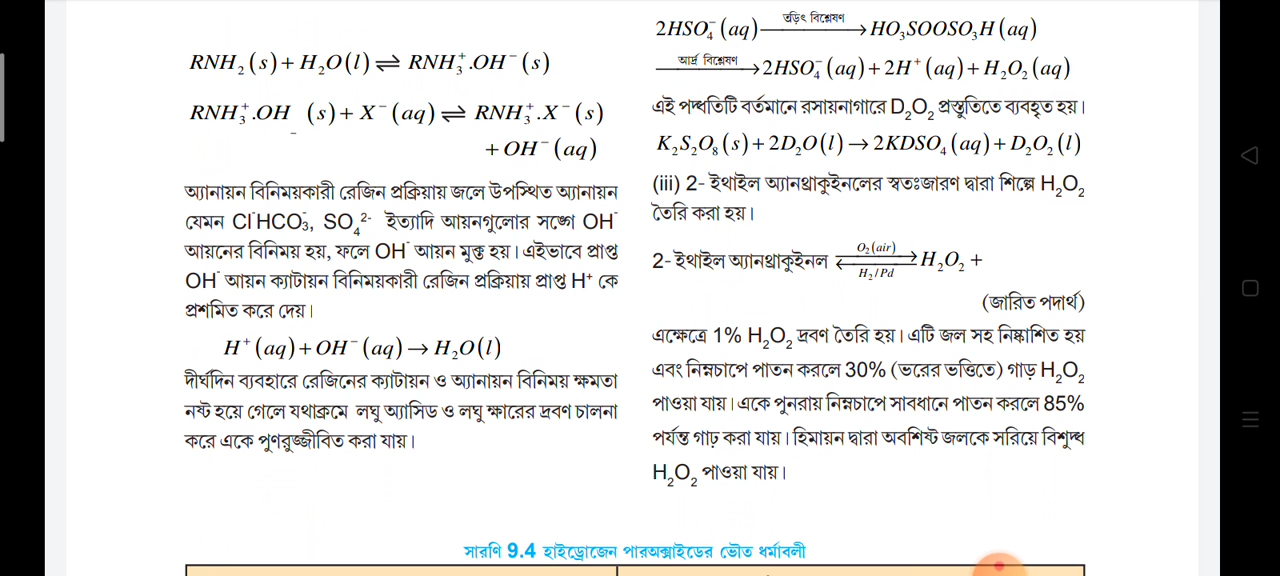 RNH₂(s) + H₂O(l) ⇌ RNH₃⁺.OH⁻(s)
RNH₃⁺.OH⁻ (s) + X⁻(aq) ⇌ RNH₃⁺.X⁻(s)
+ OH⁻(aq)
অ্যানায়ন বিনিময়কারী রেজিন প্রক্রিয়ায় জলে উপস্থিত অ্যানায়ন
যেমন Cl⁻HCO₃⁻, SO₄²⁻ ইত্যাদি আয়নগুলোর সঙ্গে OH⁻
আয়নের বিনিময় হয়, ফলে OH⁻ আয়ন মুক্ত হয়। এইভাবে প্রাপ্ত
OH⁻ আয়ন ক্যাটায়ন বিনিময়কারী রেজিন প্রক্রিয়ায় প্রাপ্ত H⁺ কে
প্রশমিত করে দেয়।
H⁺(aq) + OH⁻(aq) → H₂O(l)
দীর্ঘদিন ব্যবহারে রেজিনের ক্যাটায়ন ও অ্যানায়ন বিনিময় ক্ষমতা
নষ্ট হয়ে গেলে যথাক্রমে লঘু অ্যাসিড ও লঘু ক্ষারের দ্রবণ চালনা
করে একে পুণরুজ্জীবিত করা যায়।
2HSO₄⁻(aq) —তড়িৎ বিশ্লেষণ→ HO₃SOOSO₃H(aq)
—আর্দ্র বিশ্লেষণ→ 2HSO₄⁻(aq) + 2H⁺(aq) + H₂O₂(aq)
এই পদ্ধতিটি বর্তমানে রসায়নাগারে D₂O₂ প্রস্তুতিতে ব্যবহৃত হয়।
K₂S₂O₈(s) + 2D₂O(l) → 2KDSO₄(aq) + D₂O₂(l)
(iii) 2- ইথাইল অ্যানথ্রাকুইনলের স্বতঃজারণ দ্বারা শিল্পে H₂O₂
তৈরি করা হয়।
2- ইথাইল অ্যানথ্রাকুইনল ⇌ O₂(air) / H₂/Pd H₂O₂ +
(জারিত পদার্থ)
এক্ষেত্রে 1% H₂O₂ দ্রবণ তৈরি হয়। এটি জল সহ নিষ্কাশিত হয়
এবং নিম্নচাপে পাতন করলে 30% (ভরের ভত্তিতে) গাঢ় H₂O₂
পাওয়া যায়। একে পুনরায় নিম্নচাপে সাবধানে পাতন করলে 85%
পর্যন্ত গাঢ় করা যায়। হিমায়ন দ্বারা অবশিষ্ট জলকে সরিয়ে বিশুদ্ধ
H₂O₂ পাওয়া যায়।
সারণি 9.4 হাইড্রোজেন পারঅক্সাইডের ভৌত ধর্মাবলী